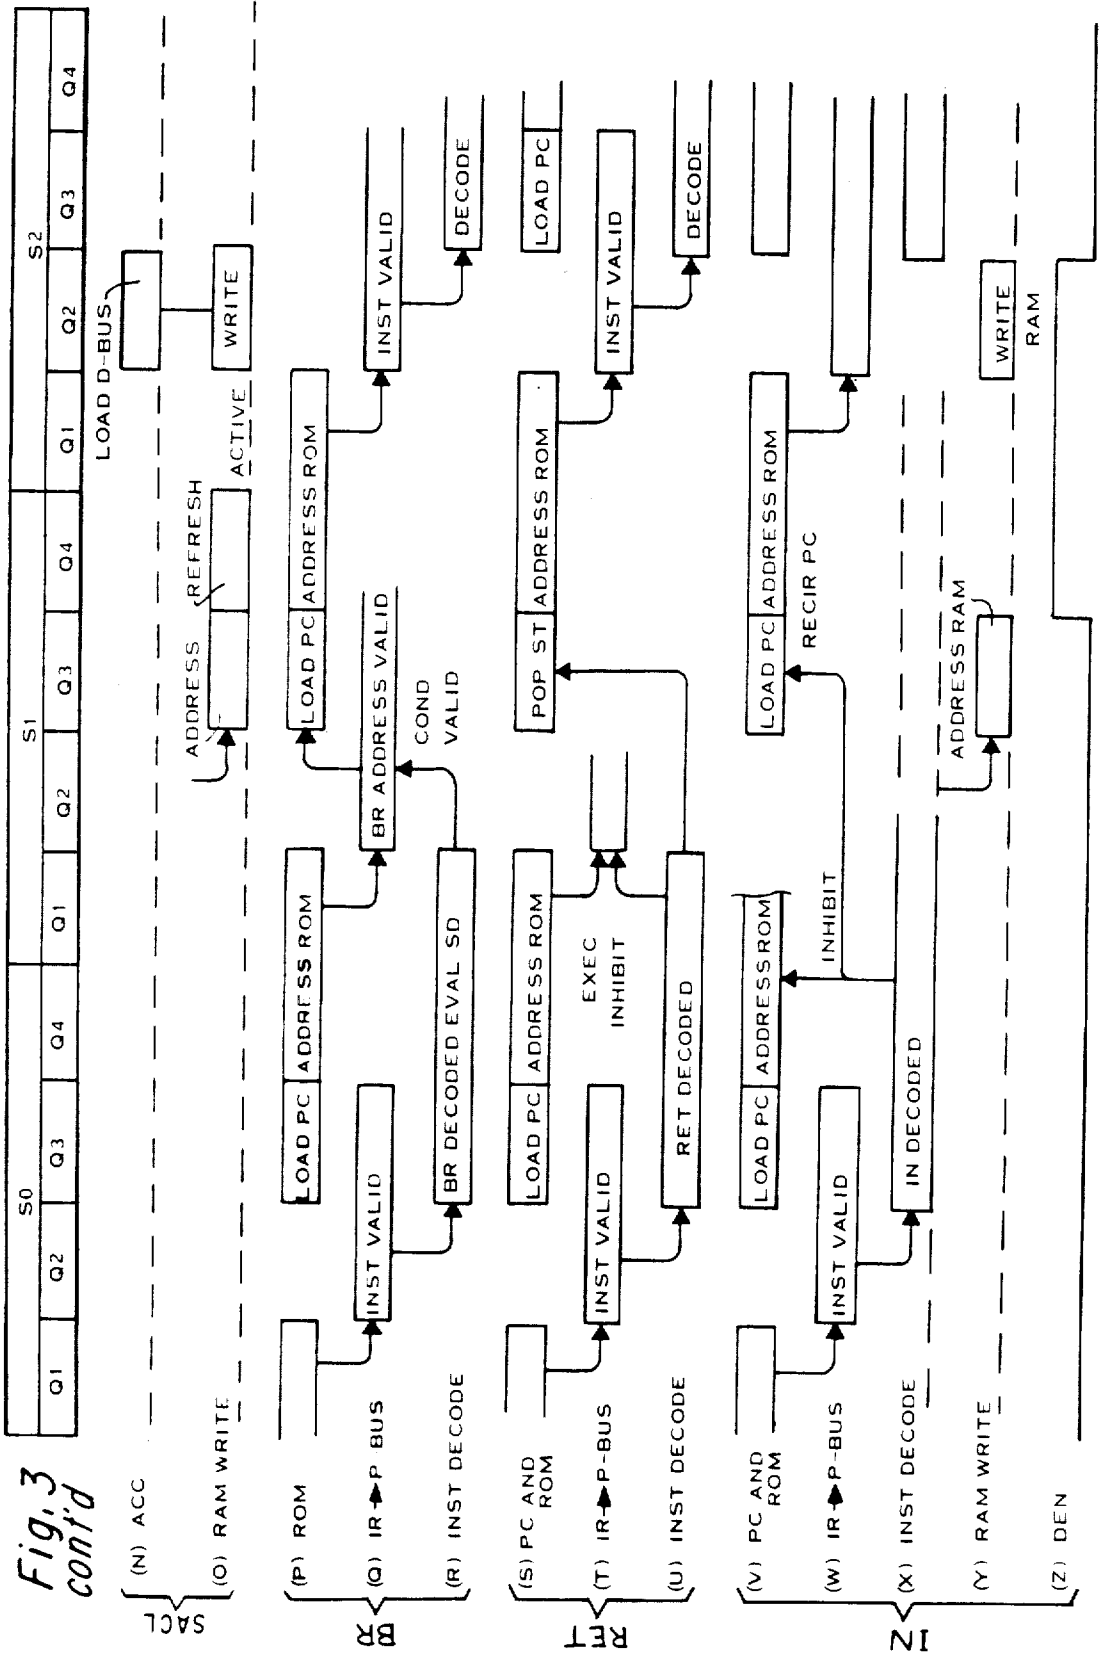 Fig. 3
cont'd
S0 S1 S2
Q1 Q2 Q3 Q4 Q1 Q2 Q3 Q4 Q1 Q2 Q3 Q4
SACL
(N) ACC
LOAD D-BUS
(O) RAM WRITE
ADDRESS
REFRESH
ACTIVE
WRITE
BR
(P) ROM
LOAD PC ADDRESS ROM
LOAD PC ADDRESS ROM
(Q) IR→P BUS
INST VALID
BR ADDRESS VALID
INST VALID
COND
VALID
(R) INST DECODE
BR DECODED EVAL SD
DECODE
RET
(S) PC AND
ROM
LOAD PC ADDRESS ROM
POP ST ADDRESS ROM
LOAD PC
(T) IR→P-BUS
INST VALID
EXEC
INHIBIT
INST VALID
(U) INST DECODE
RET DECODED
DECODE
IN
(V) PC AND
ROM
LOAD PC ADDRESS ROM
LOAD PC ADDRESS ROM
RECIR PC
(W) IR→P-BUS
INST VALID
INHIBIT
(X) INST DECODE
IN DECODED
(Y) RAM WRITE
ADDRESS RAM
WRITE
RAM
(Z) DEN